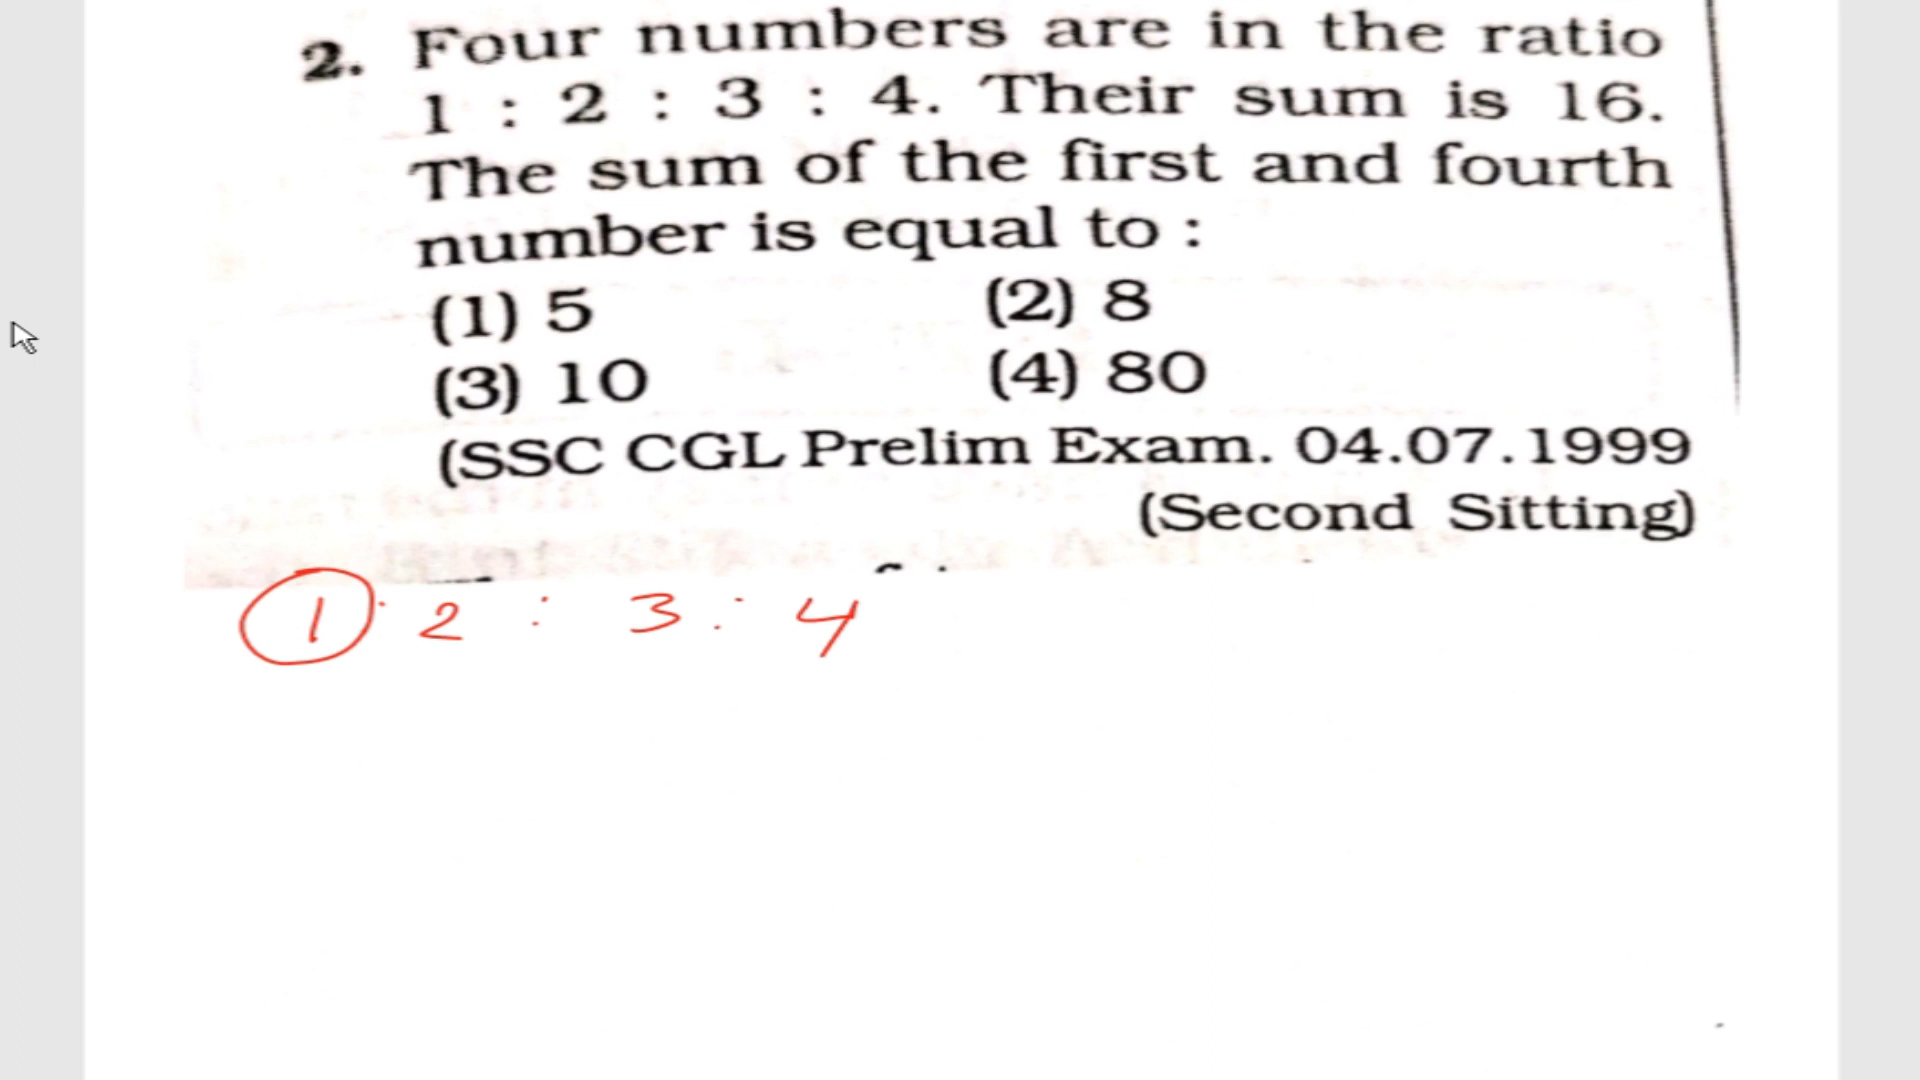 2. Four numbers are in the ratio
1 : 2 : 3 : 4. Their sum is 16.
The sum of the first and fourth
number is equal to :
(1) 5 (2) 8
(3) 10 (4) 80
(SSC CGL Prelim Exam. 04.07.1999
(Second Sitting)
1 : 2 : 3 : 4